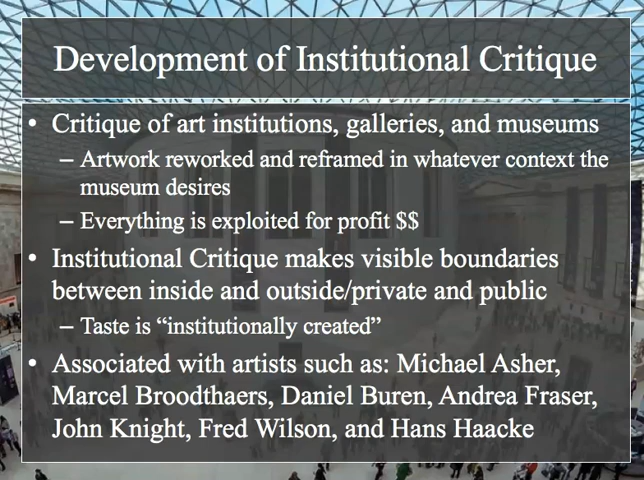 Development of Institutional Critique
• Critique of art institutions, galleries, and museums
– Artwork reworked and reframed in whatever context the
museum desires
– Everything is exploited for profit $$
• Institutional Critique makes visible boundaries
between inside and outside/private and public
– Taste is “institutionally created”
• Associated with artists such as: Michael Asher,
Marcel Broodthaers, Daniel Buren, Andrea Fraser,
John Knight, Fred Wilson, and Hans Haacke